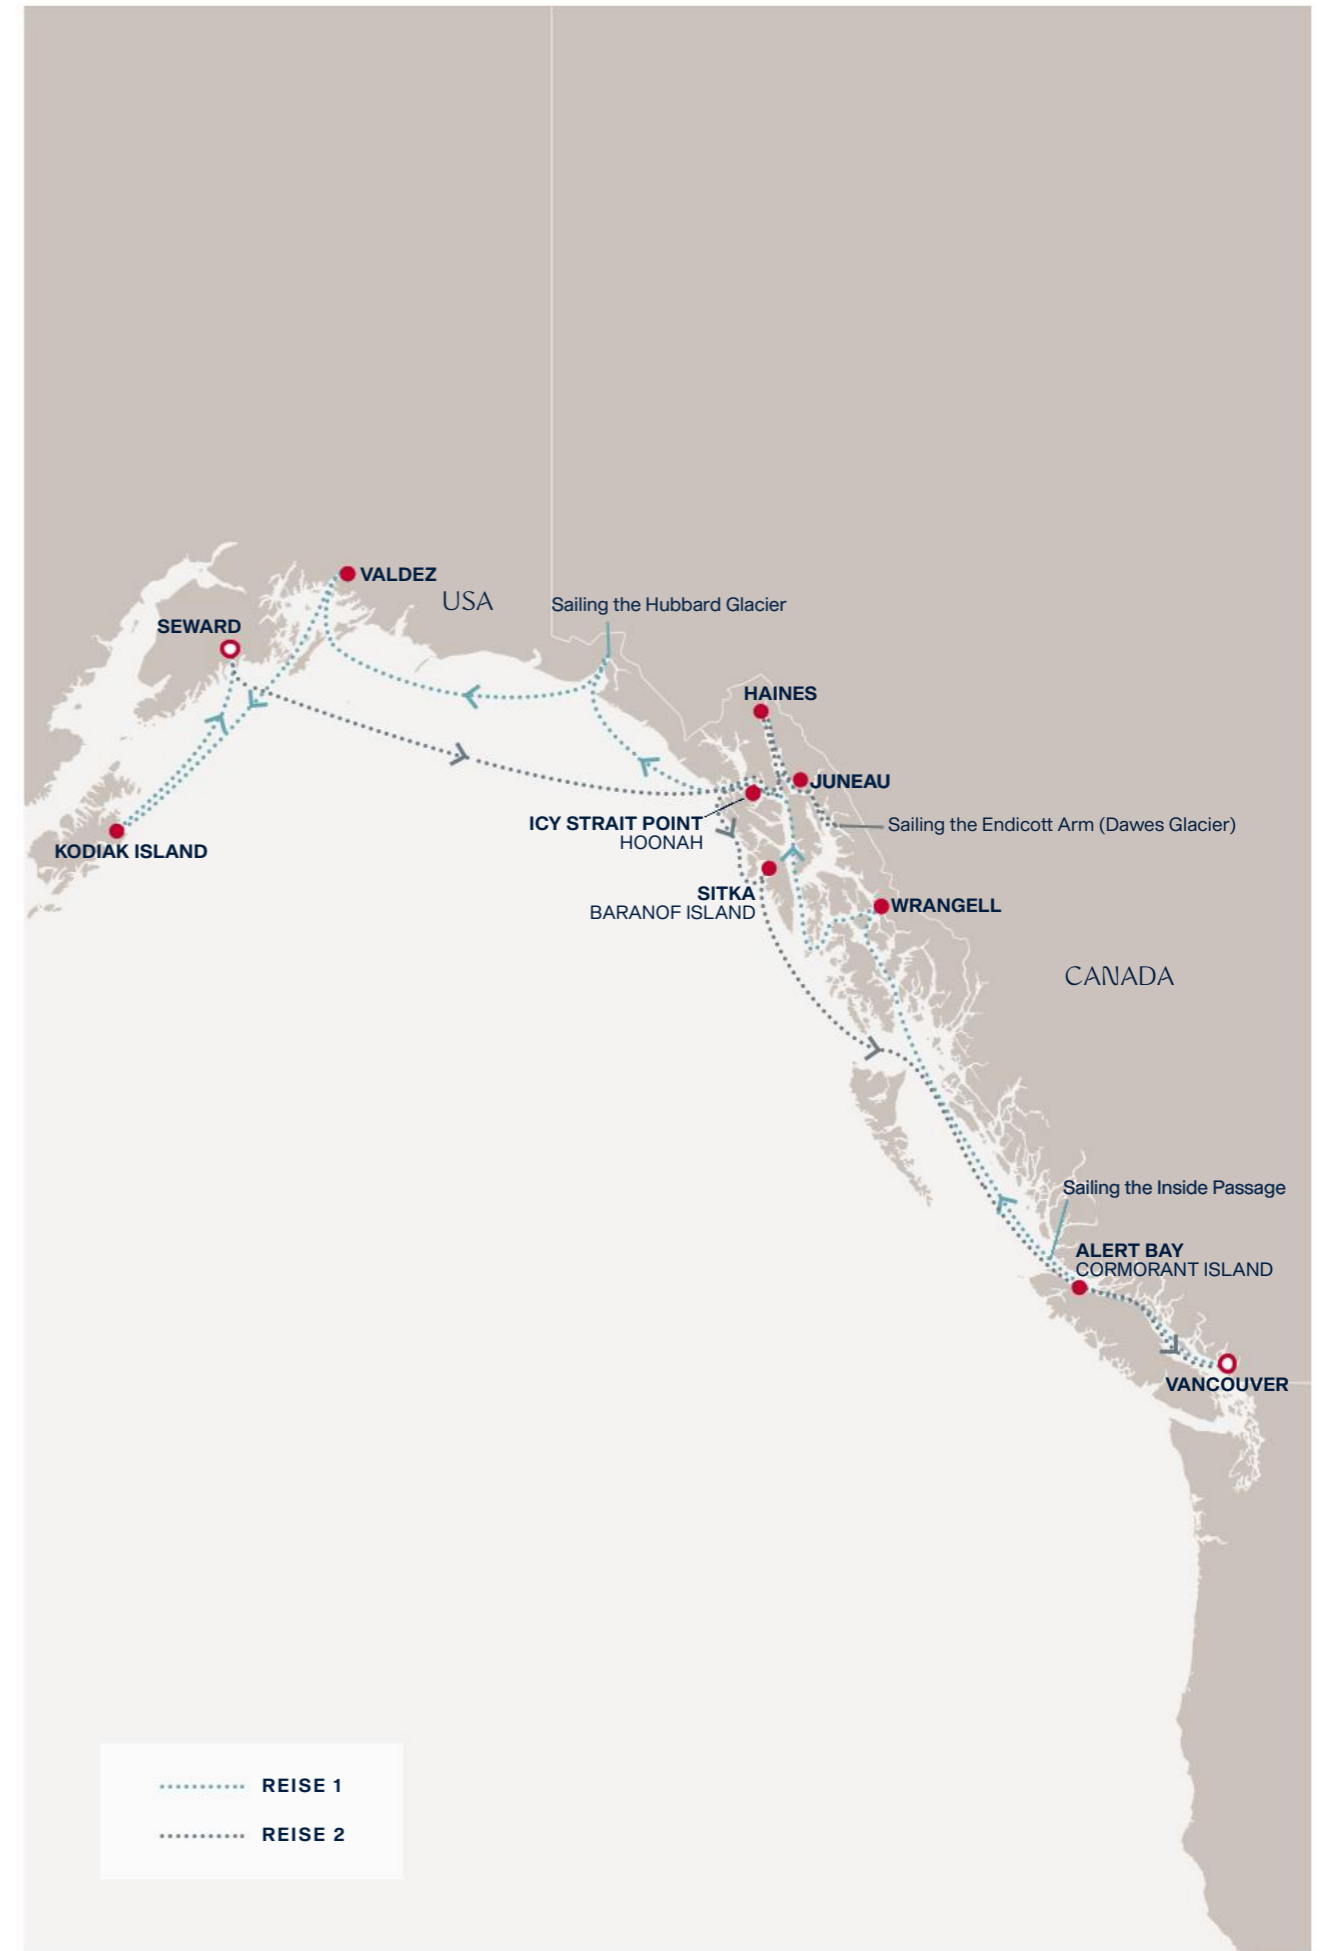 VALDEZ
USA
Sailing the Hubbard Glacier
SEWARD
HAINES
JUNEAU
ICY STRAIT POINT
HOONAH
Sailing the Endicott Arm (Dawes Glacier)
KODIAK ISLAND
SITKA
BARANOF ISLAND
WRANGELL
CANADA
Sailing the Inside Passage
ALERT BAY
CORMORANT ISLAND
VANCOUVER
REISE 1
REISE 2